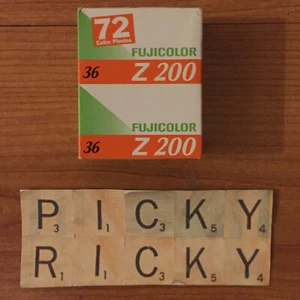 72
Color Photos
FUJICOLOR
36 Z 200
FUJICOLOR
36 Z 200
P3 I1 C3 K5 Y4
R1 I1 C3 K5 Y4